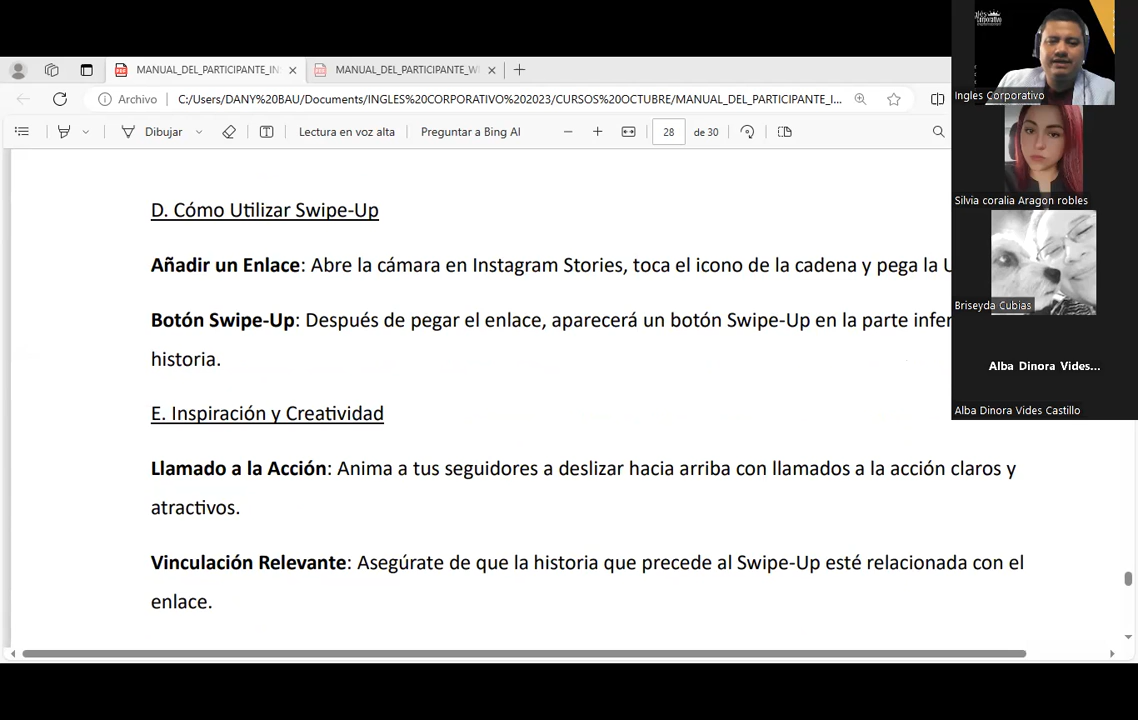 MANUAL_DEL_PARTICIPANTE_IN
MANUAL_DEL_PARTICIPANTE_W
Archivo
C:/Users/DANY%20BAU/Documents/INGLES%20CORPORATIVO%202023/CURSOS%20OCTUBRE/MANUAL_DEL_PARTICIPANTE_I...
Dibujar
Lectura en voz alta
Preguntar a Bing AI
28
de 30
D. Cómo Utilizar Swipe-Up
Añadir un Enlace: Abre la cámara en Instagram Stories, toca el icono de la cadena y pega la
Botón Swipe-Up: Después de pegar el enlace, aparecerá un botón Swipe-Up en la parte infer
historia.
E. Inspiración y Creatividad
Llamado a la Acción: Anima a tus seguidores a deslizar hacia arriba con llamados a la acción claros y
atractivos.
Vinculación Relevante: Asegúrate de que la historia que precede al Swipe-Up esté relacionada con el
enlace.
Ingles Corporativo
Silvia coralia Aragon robles
Briseyda Cubias
Alba Dinora Vides...
Alba Dinora Vides Castillo